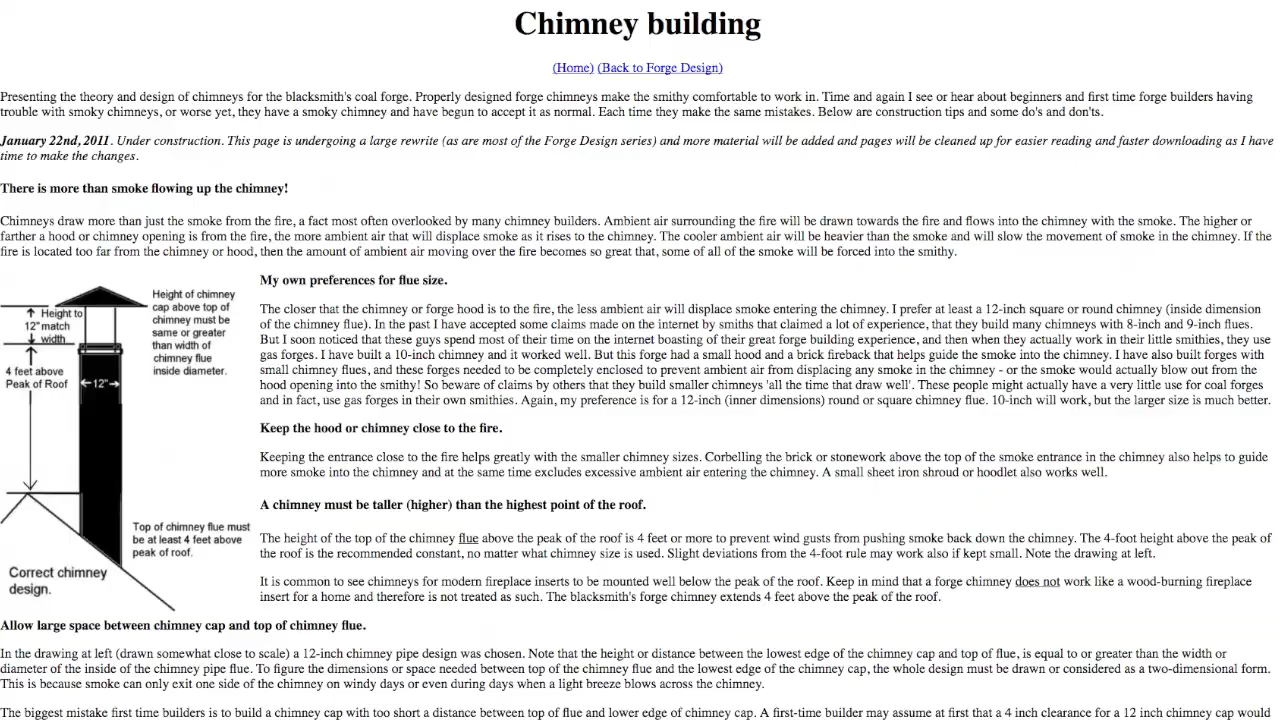 Chimney building
(Home) (Back to Forge Design)
Presenting the theory and design of chimneys for the blacksmith's coal forge. Properly designed forge chimneys make the smithy comfortable to work in. Time and again I see or hear about beginners and first time forge builders having
trouble with smoky chimneys, or worse yet, they have a smoky chimney and have begun to accept it as normal. Each time they make the same mistakes. Below are construction tips and some do's and don'ts.
January 22nd, 2011. Under construction. This page is undergoing a large rewrite (as are most of the Forge Design series) and more material will be added and pages will be cleaned up for easier reading and faster downloading as I have
time to make the changes.
There is more than smoke flowing up the chimney!
Chimneys draw more than just the smoke from the fire, a fact most often overlooked by many chimney builders. Ambient air surrounding the fire will be drawn towards the fire and flows into the chimney with the smoke. The higher or
farther a hood or chimney opening is from the fire, the more ambient air that will displace smoke as it rises to the chimney. The cooler ambient air will be heavier than the smoke and will slow the movement of smoke in the chimney. If the
fire is located too far from the chimney or hood, then the amount of ambient air moving over the fire becomes so great that, some of all of the smoke will be forced into the smithy.
Height of chimney
cap above top of
chimney must be
same or greater
than width of
chimney flue
inside diameter.
Height to
12" match
width
4 feet above
Peak of Roof
12"
Top of chimney flue must
be at least 4 feet above
peak of roof.
Correct chimney
design.
My own preferences for flue size.
The closer that the chimney or forge hood is to the fire, the less ambient air will displace smoke entering the chimney. I prefer at least a 12-inch square or round chimney (inside dimension
of the chimney flue). In the past I have accepted some claims made on the internet by smiths that claimed a lot of experience, that they build many chimneys with 8-inch and 9-inch flues.
But I soon noticed that these guys spend most of their time on the internet boasting of their great forge building experience, and then when they actually work in their little smithies, they use
gas forges. I have built a 10-inch chimney and it worked well. But this forge had a small hood and a brick fireback that helps guide the smoke into the chimney. I have also built forges with
small chimney flues, and these forges needed to be completely enclosed to prevent ambient air from displacing any smoke in the chimney - or the smoke would actually blow out from the
hood opening into the smithy! So beware of claims by others that they build smaller chimneys 'all the time that draw well'. These people might actually have a very little use for coal forges
and in fact, use gas forges in their own smithies. Again, my preference is for a 12-inch (inner dimensions) round or square chimney flue. 10-inch will work, but the larger size is much better.
Keep the hood or chimney close to the fire.
Keeping the entrance close to the fire helps greatly with the smaller chimney sizes. Corbelling the brick or stonework above the top of the smoke entrance in the chimney also helps to guide
more smoke into the chimney and at the same time excludes excessive ambient air entering the chimney. A small sheet iron shroud or hoodlet also works well.
A chimney must be taller (higher) than the highest point of the roof.
The height of the top of the chimney flue above the peak of the roof is 4 feet or more to prevent wind gusts from pushing smoke back down the chimney. The 4-foot height above the peak of
the roof is the recommended constant, no matter what chimney size is used. Slight deviations from the 4-foot rule may work also if kept small. Note the drawing at left.
It is common to see chimneys for modern fireplace inserts to be mounted well below the peak of the roof. Keep in mind that a forge chimney does not work like a wood-burning fireplace
insert for a home and therefore is not treated as such. The blacksmith's forge chimney extends 4 feet above the peak of the roof.
Allow large space between chimney cap and top of chimney flue.
In the drawing at left (drawn somewhat close to scale) a 12-inch chimney pipe design was chosen. Note that the height or distance between the lowest edge of the chimney cap and top of flue, is equal to or greater than the width or
diameter of the inside of the chimney pipe flue. To figure the dimensions or space needed between top of the chimney flue and the lowest edge of the chimney cap, the whole design must be drawn or considered as a two-dimensional form.
This is because smoke can only exit one side of the chimney on windy days or even during days when a light breeze blows across the chimney.
The biggest mistake first time builders is to build a chimney cap with too short a distance between top of flue and lower edge of chimney cap. A first-time builder may assume at first that a 4 inch clearance for a 12 inch chimney cap would